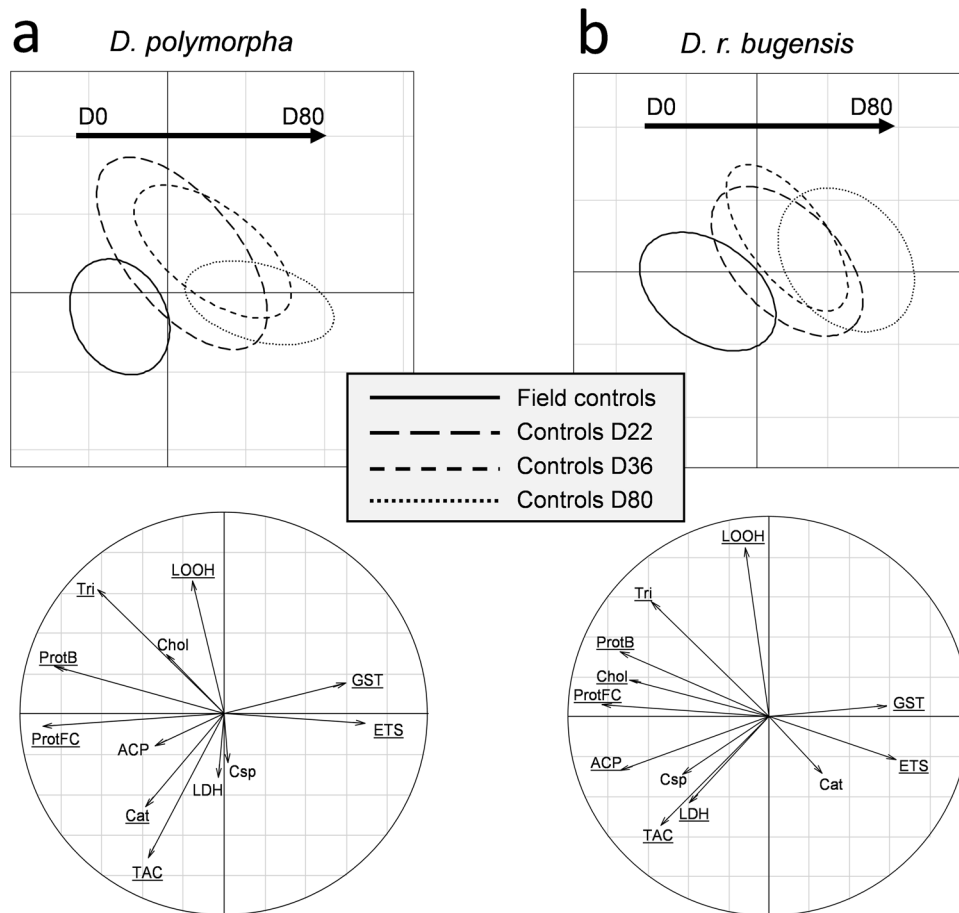 a
D. polymorpha
b
D. r. bugensis
D0
D80
D0
D80
Field controls
Controls D22
Controls D36
Controls D80
LOOH
Tri
Chol
ProtB
GST
ProtFC
ETS
ACP
Csp
LDH
Cat
TAC
LOOH
Tri
ProtB
Chol
ProtFC
GST
ACP
ETS
Csp
Cat
LDH
TAC